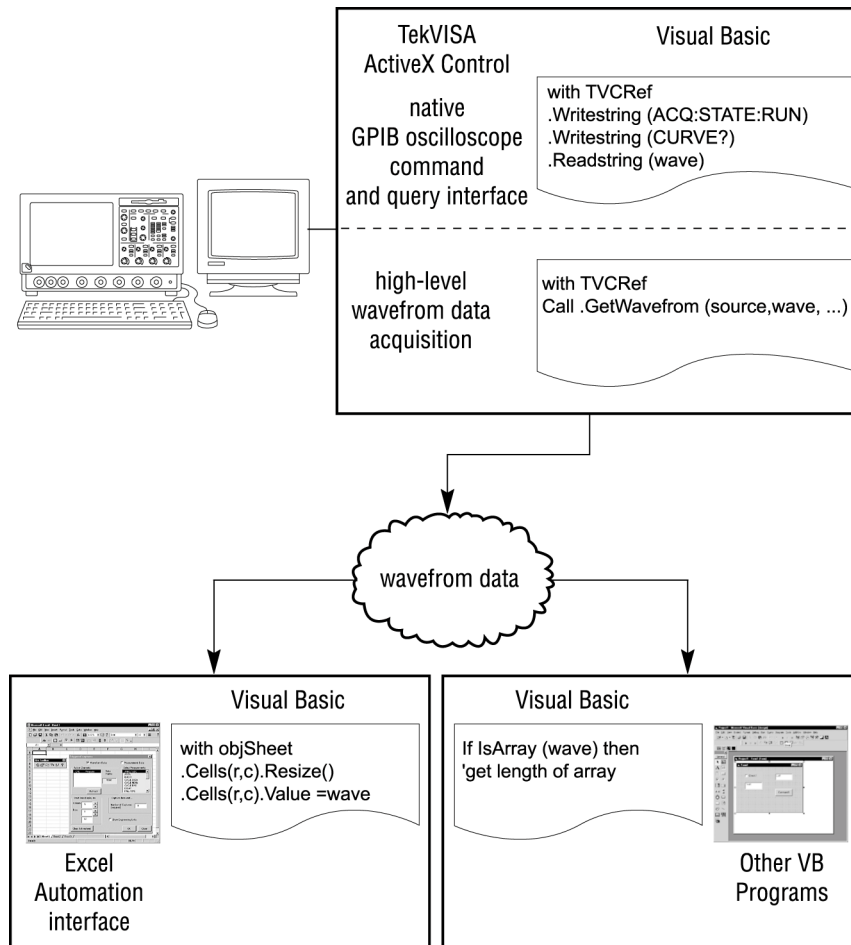 TekVISA
ActiveX Control
Visual Basic
native
GPIB oscilloscope
command
and query interface
with TVCRef
.Writestring (ACQ:STATE:RUN)
.Writestring (CURVE?)
.Readstring (wave)
high-level
wavefrom data
acquisition
with TVCRef
Call .GetWavefrom (source,wave, ...)
wavefrom data
Visual Basic
with objSheet
.Cells(r,c).Resize()
.Cells(r,c).Value =wave
Excel
Automation
interface
Visual Basic
If IsArray (wave) then
'get length of array
Other VB
Programs